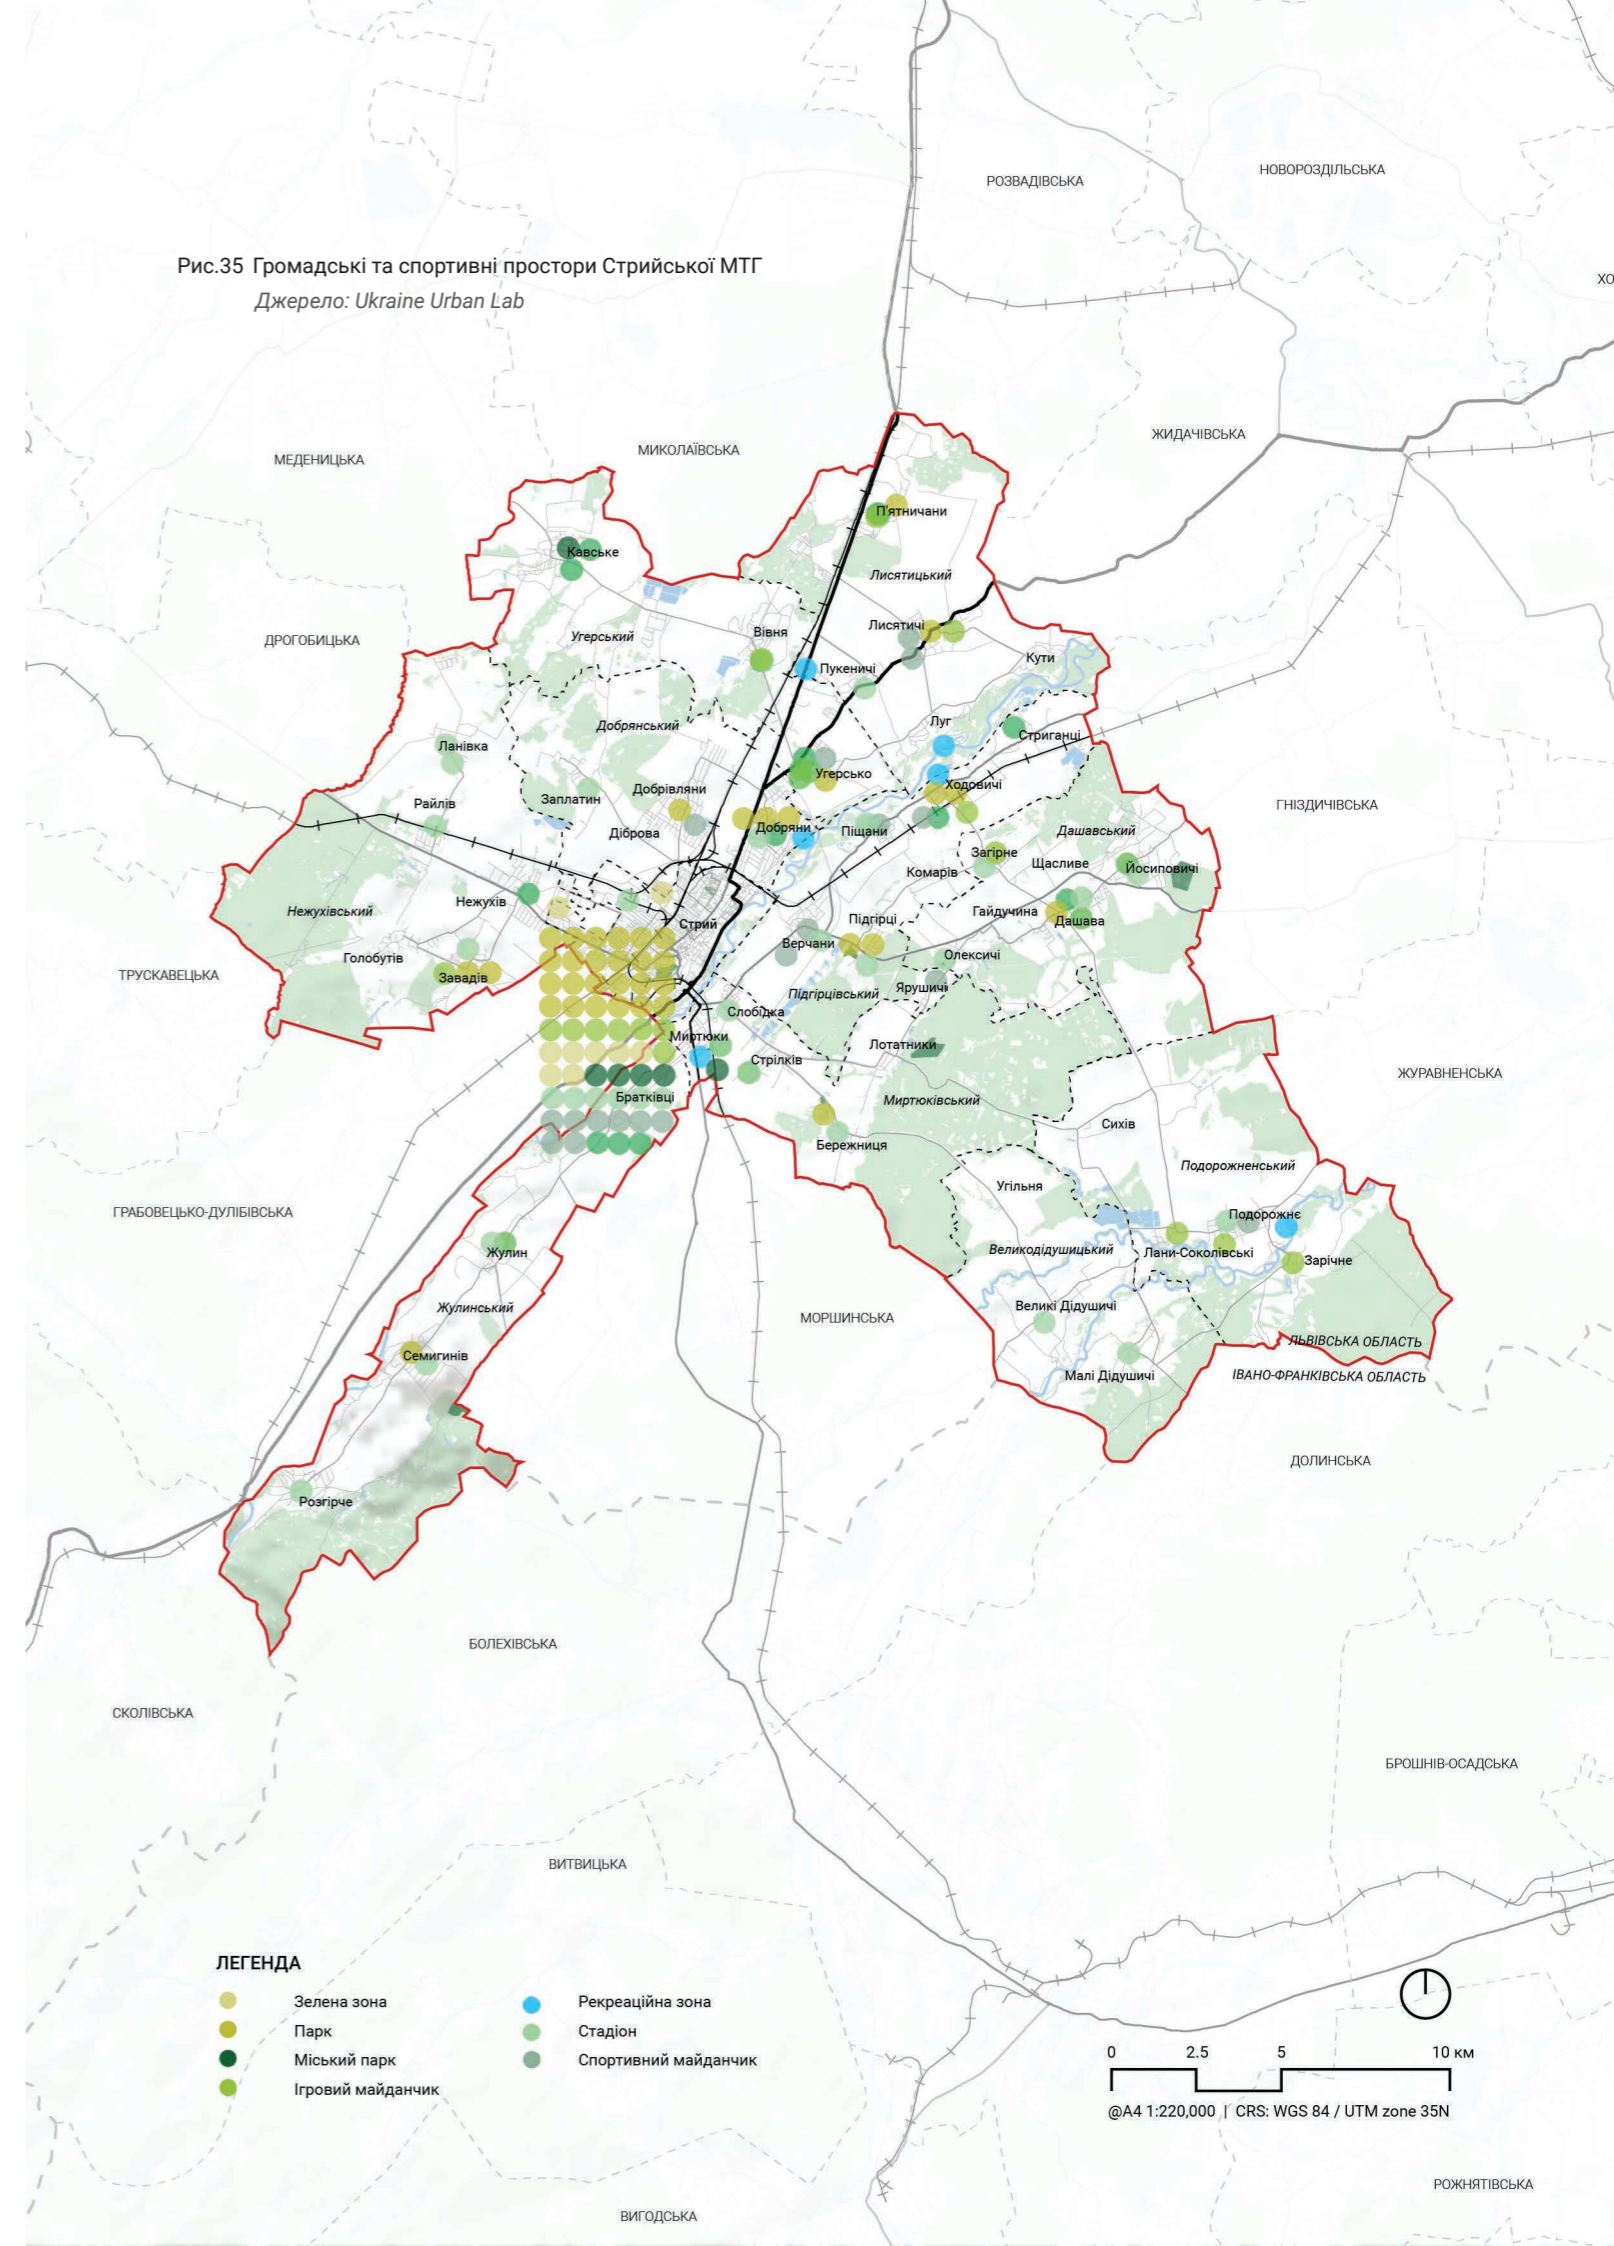 РОЗВАДІВСЬКА
НОВОРОЗДІЛЬСЬКА
Рис.35 Громадські та спортивні простори Стрийської МТГ
Джерело: Ukraine Urban Lab
ХО
МЕДЕНИЦЬКА
МИКОЛАЇВСЬКА
ЖИДАЧІВСЬКА
П'ятничани
Кавське
Лисятицький
ДРОГОБИЦЬКА
Угерський
Вівня
Лисятичі
Пукеничі
Кути
Добрянський
Луг
Стриганці
Ланівка
Угерсько
Ходовичі
Райлів
Заплатин
Добрівляни
Діброва
Добряни
Піщани
Дашавський
ГНІЗДИЧІВСЬКА
Загірне
Щасливе
Йосиповичі
Комарів
Нежухівський
Нежухів
Стрий
Підгірці
Гайдучина
Дашава
Верчани
Голобутів
Завадів
ТРУСКАВЕЦЬКА
Олексичі
Підгірцівський
Яруши​чі
Слобідка
Миртюки
Стрілків
Лотатники
ЖУРАВНЕНСЬКА
Братківці
Миртюківський
Бережниця
Сихів
Подорожненський
Угільня
ГРАБОВЕЦЬКО-ДУЛІБІВСЬКА
Подорожнє
Жулин
Великодідушицький
Лани-Соколівські
Зарічне
Жулинський
МОРШИНСЬКА
Великі Дідушичі
Семигинів
ЛЬВІВСЬКА ОБЛАСТЬ
Малі Дідушичі
ІВАНО-ФРАНКІВСЬКА ОБЛАСТЬ
ДОЛИНСЬКА
Розгірче
БОЛЕХІВСЬКА
СКОЛІВСЬКА
БРОШНІВ-ОСАДСЬКА
ВИТВИЦЬКА
ЛЕГЕНДА
Зелена зона
Парк
Міський парк
Ігровий майданчик
Рекреаційна зона
Стадіон
Спортивний майданчик
0 2.5 5 10 км
@A4 1:220,000 | CRS: WGS 84 / UTM zone 35N
РОЖНЯТІВСЬКА
ВИГОДСЬКА